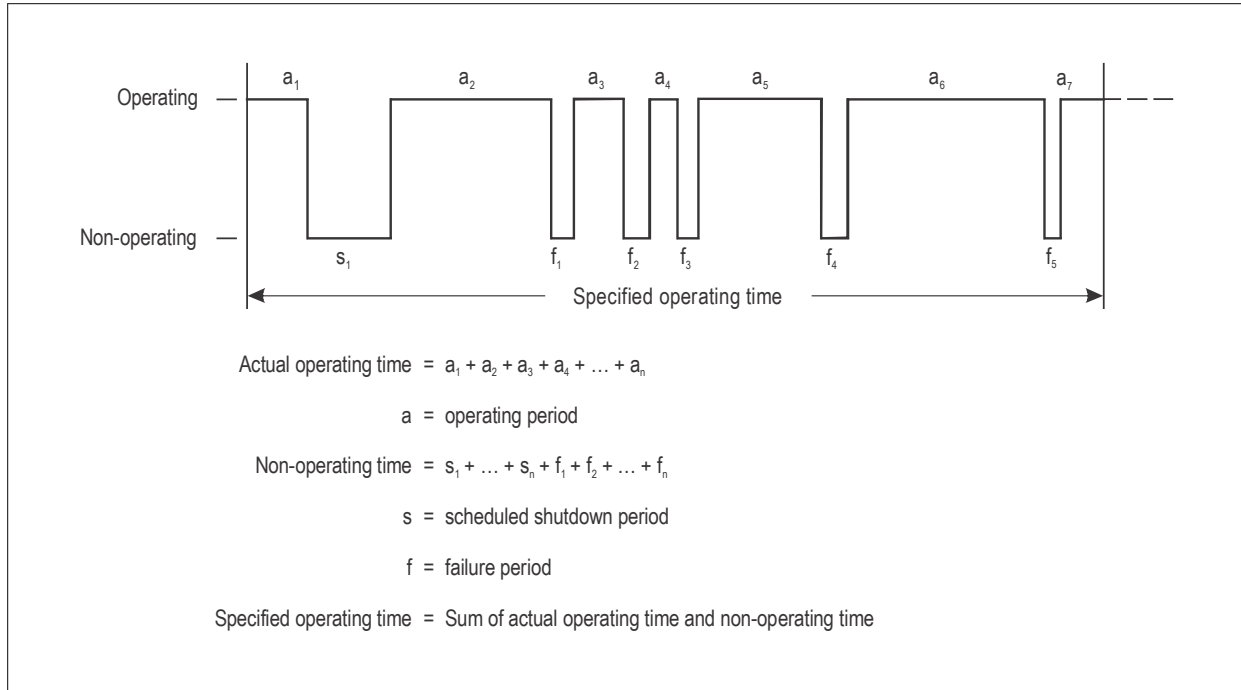 a₁ a₂ a₃ a₄ a₅ a₆ a₇
Operating
Non-operating
s₁ f₁ f₂ f₃ f₄ f₅
Specified operating time
Actual operating time = a₁ + a₂ + a₃ + a₄ + … + aₙ
a = operating period
Non-operating time = s₁ + … + sₙ + f₁ + f₂ + … + fₙ
s = scheduled shutdown period
f = failure period
Specified operating time = Sum of actual operating time and non-operating time